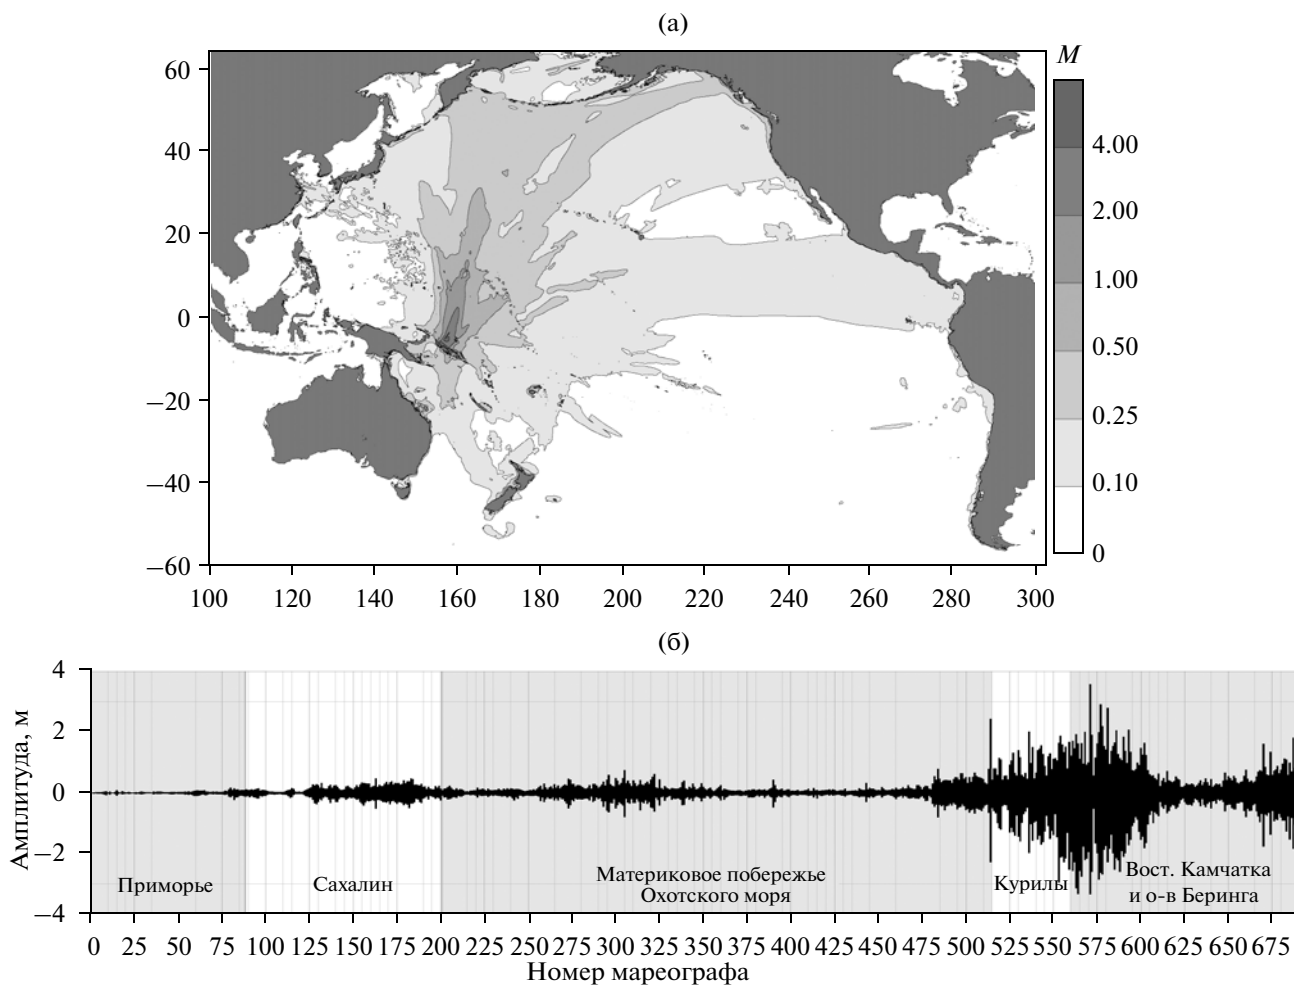 (а)
M
60
40
20
0
−20
−40
−60
4.00
2.00
1.00
0.50
0.25
0.10
0
100 120 140 160 180 200 220 240 260 280 300
(б)
Амплитуда, м
4
2
0
−2
−4
Приморье
Сахалин
Материковое побережье
Охотского моря
Курилы
Вост. Камчатка
и о-в Беринга
0 25 50 75 100 125 150 175 200 225 250 275 300 325 350 375 400 425 450 475 500 525 550 575 600 625 650 675
Номер мареографа